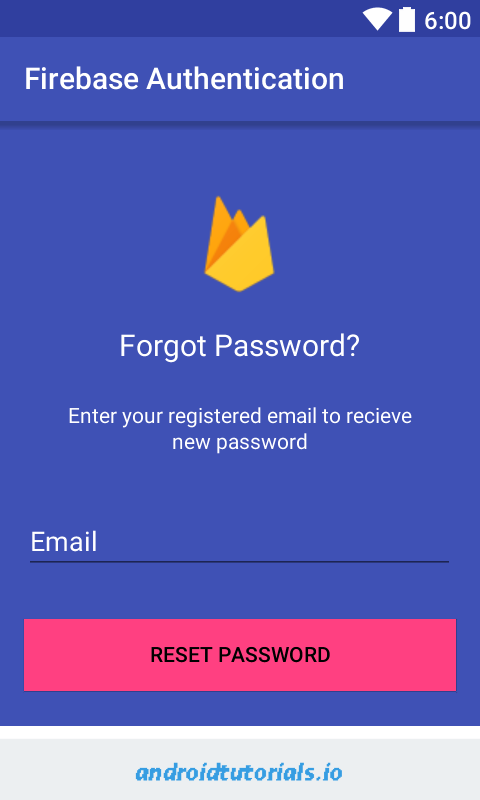 6:00
Firebase Authentication
Forgot Password?
Enter your registered email to recieve
new password
Email
RESET PASSWORD
androidtutorials.io